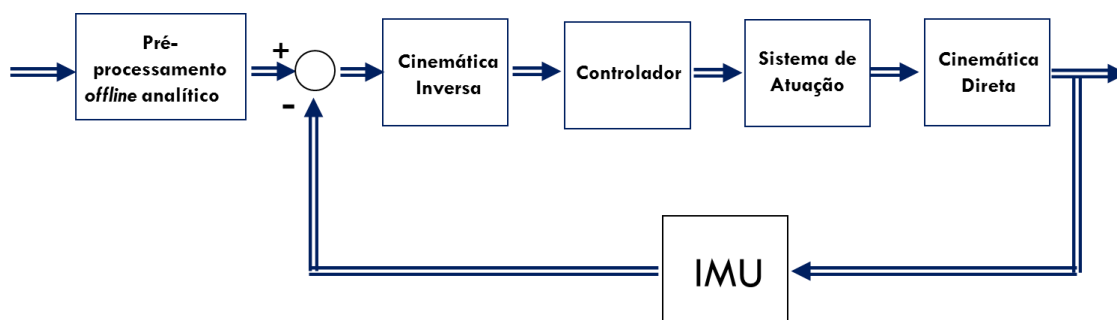 Pré-
processamento
offline analítico
+
-
Cinemática
Inversa
Controlador
Sistema de
Atuação
Cinemática
Direta
IMU